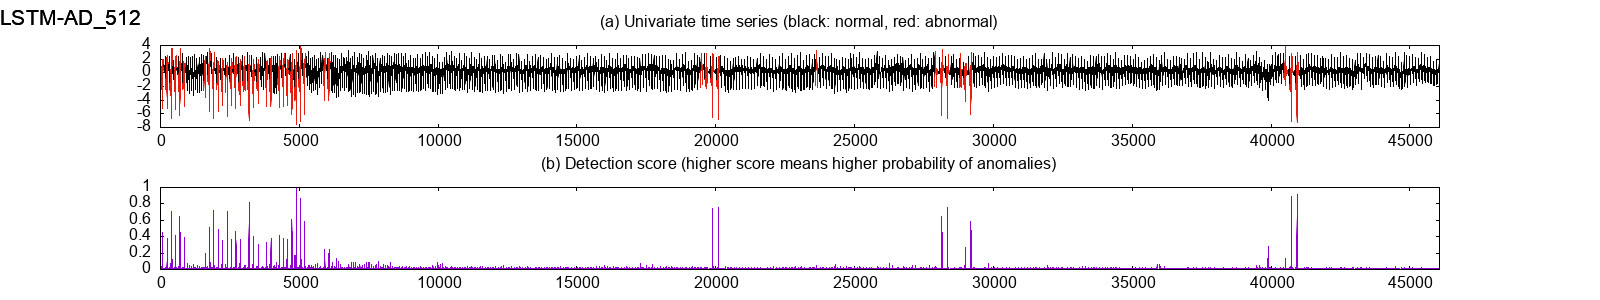 LSTM-AD_512
(a) Univariate time series (black: normal, red: abnormal)
4
2
0
-2
-4
-6
-8
0 5000 10000 15000 20000 25000 30000 35000 40000 45000
(b) Detection score (higher score means higher probability of anomalies)
1
0.8
0.6
0.4
0.2
0
0 5000 10000 15000 20000 25000 30000 35000 40000 45000